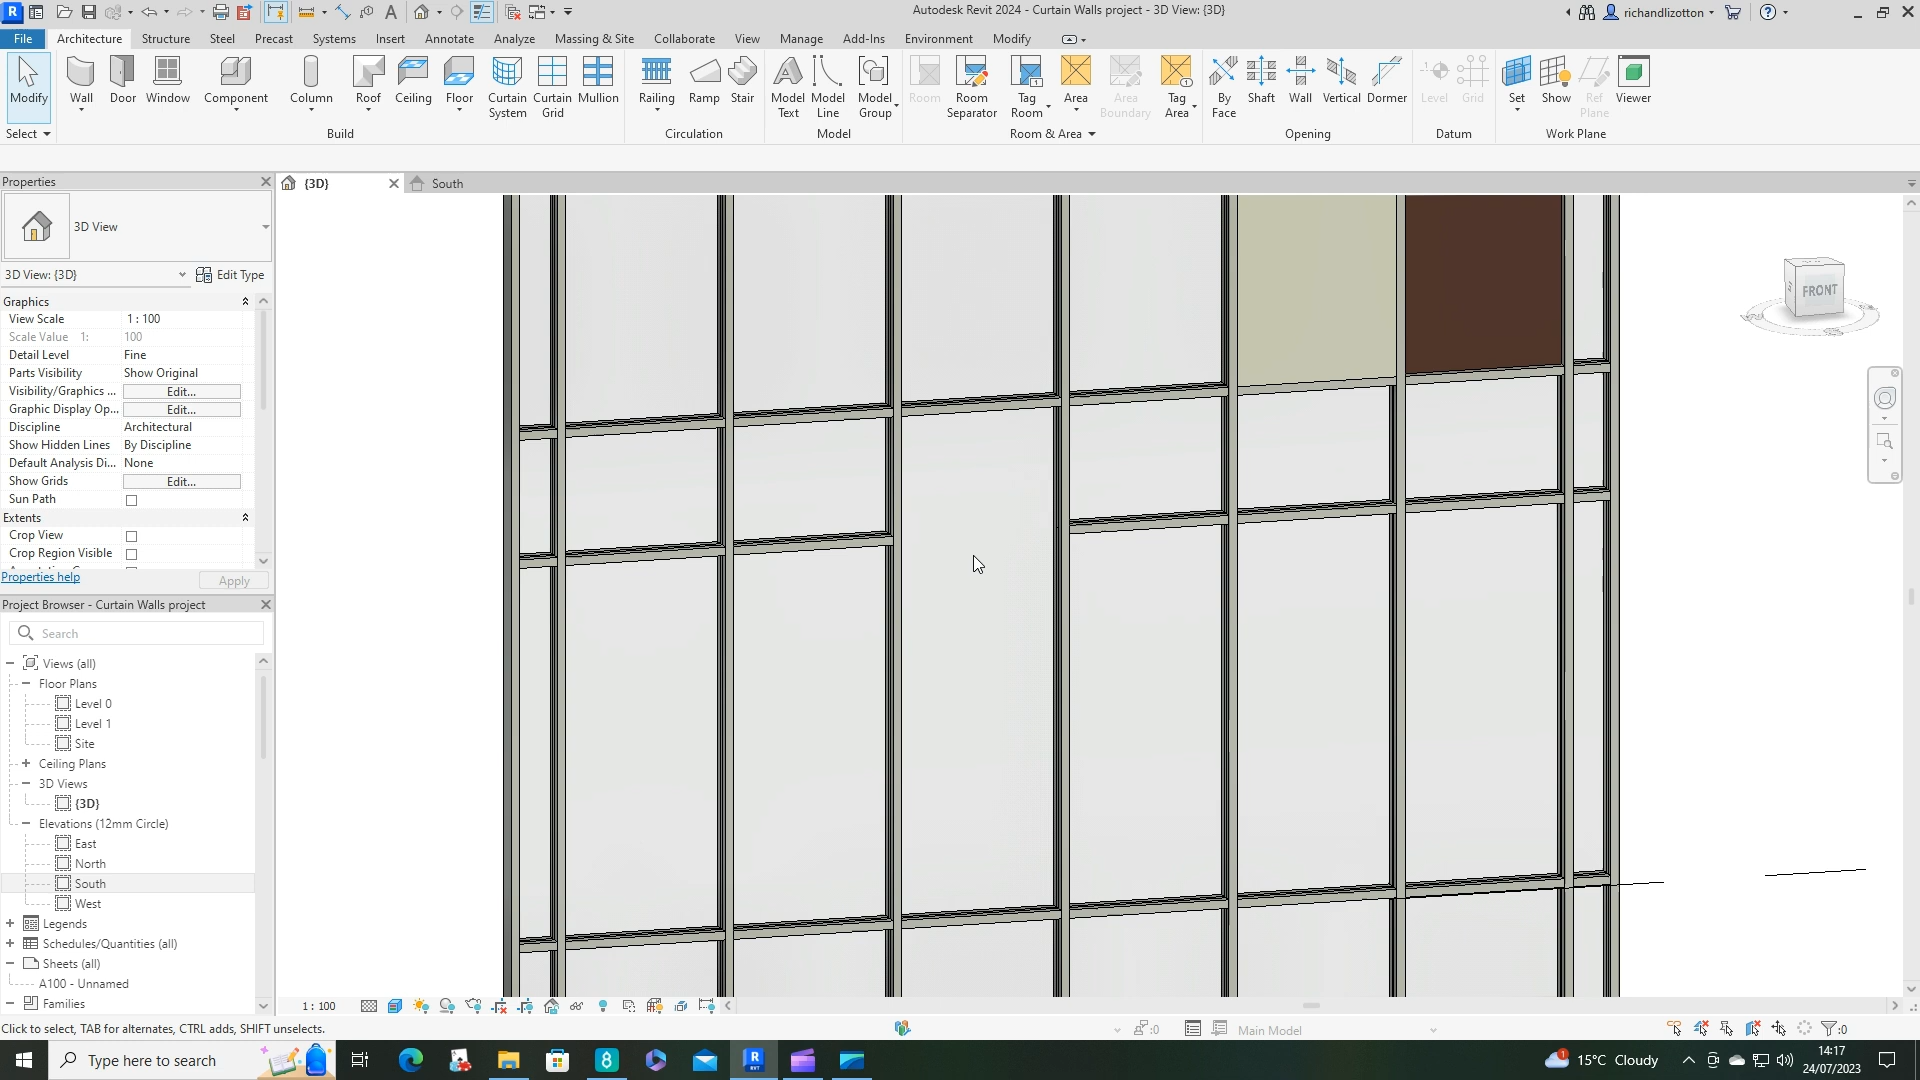 Autodesk Revit 2024 - Curtain Walls project - 3D View: {3D}
richandlizotton
File Architecture Structure Steel Precast Systems Insert Annotate Analyze Massing & Site Collaborate View Manage Add-Ins Environment Modify
Modify Wall Door Window Component Column Roof Ceiling Floor Curtain System Curtain Grid Mullion Railing Ramp Stair Model Text Model Line Model Group Room Room Separator Tag Room Area Area Boundary Tag Area By Face Shaft Wall Vertical Dormer Level Grid Set Show Ref Plane Viewer
Select Build Circulation Model Room & Area Opening Datum Work Plane
Properties
{3D} South
3D View
3D View: {3D} Edit Type
Graphics
View Scale 1 : 100
Scale Value 1: 100
Detail Level Fine
Parts Visibility Show Original
Visibility/Graphics ... Edit...
Graphic Display Op... Edit...
Discipline Architectural
Show Hidden Lines By Discipline
Default Analysis Di... None
Show Grids Edit...
Sun Path
Extents
Crop View
Crop Region Visible
Properties help Apply
FRONT
Project Browser - Curtain Walls project
Search
Views (all)
Floor Plans
Level 0
Level 1
Site
Ceiling Plans
3D Views
{3D}
Elevations (12mm Circle)
East
North
South
West
Legends
Schedules/Quantities (all)
Sheets (all)
A100 - Unnamed
Families
1 : 100
Click to select, TAB for alternates, CTRL adds, SHIFT unselects.
:0 Main Model :0
Type here to search
15°C Cloudy
14:17
24/07/2023